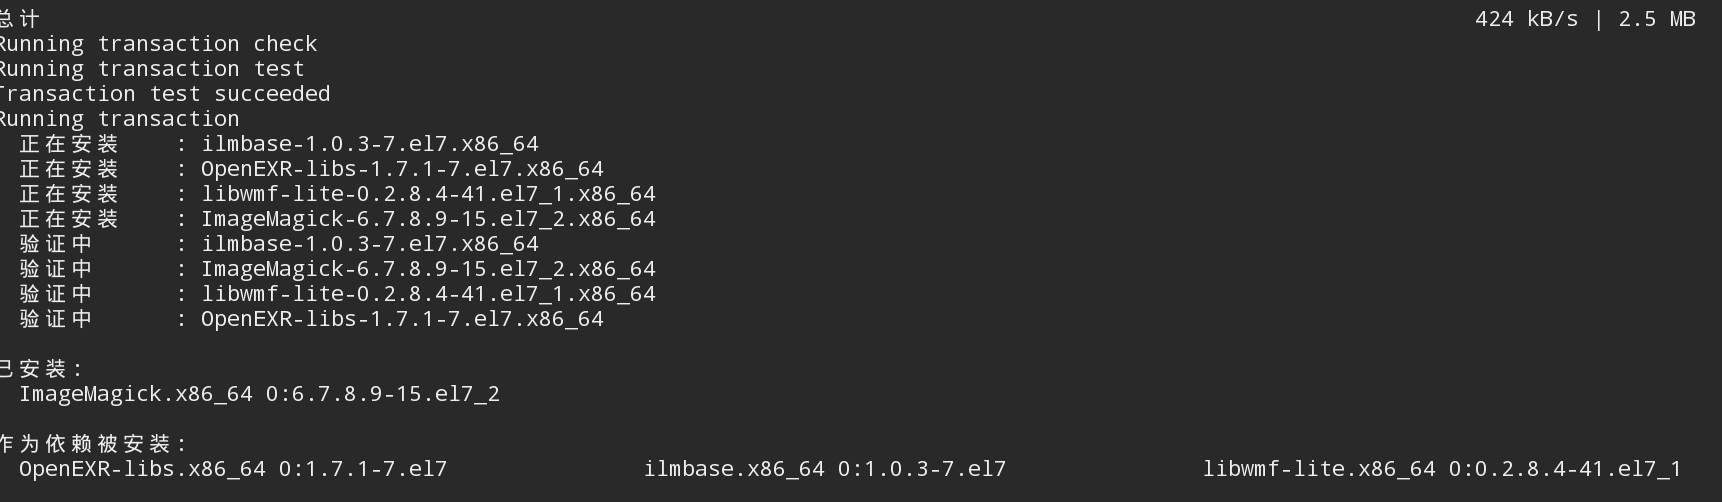 总计 424 kB/s | 2.5 MB
Running transaction check
Running transaction test
Transaction test succeeded
Running transaction
正在安装 : ilmbase-1.0.3-7.el7.x86_64
正在安装 : OpenEXR-libs-1.7.1-7.el7.x86_64
正在安装 : libwmf-lite-0.2.8.4-41.el7_1.x86_64
正在安装 : ImageMagick-6.7.8.9-15.el7_2.x86_64
验证中 : ilmbase-1.0.3-7.el7.x86_64
验证中 : ImageMagick-6.7.8.9-15.el7_2.x86_64
验证中 : libwmf-lite-0.2.8.4-41.el7_1.x86_64
验证中 : OpenEXR-libs-1.7.1-7.el7.x86_64
已安装:
ImageMagick.x86_64 0:6.7.8.9-15.el7_2
作为依赖被安装:
OpenEXR-libs.x86_64 0:1.7.1-7.el7 ilmbase.x86_64 0:1.0.3-7.el7 libwmf-lite.x86_64 0:0.2.8.4-41.el7_1